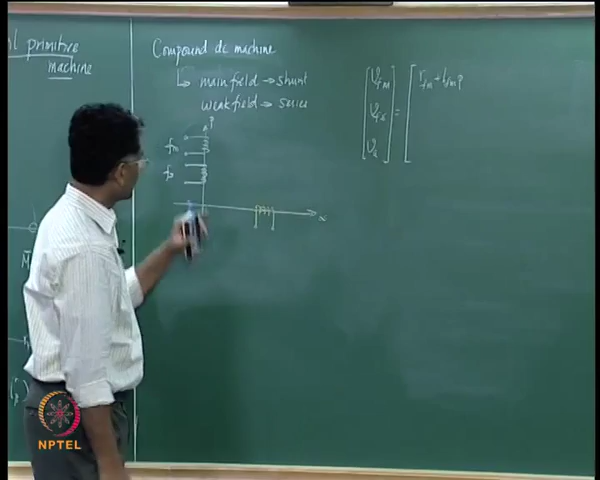 primitive
machine
Compound dc machine
↳ main field → shunt
weak field → series
β
fm
fs
α
[ v_fm
v_fs
v_a ] = [ r_fm + L_fm p
NPTEL